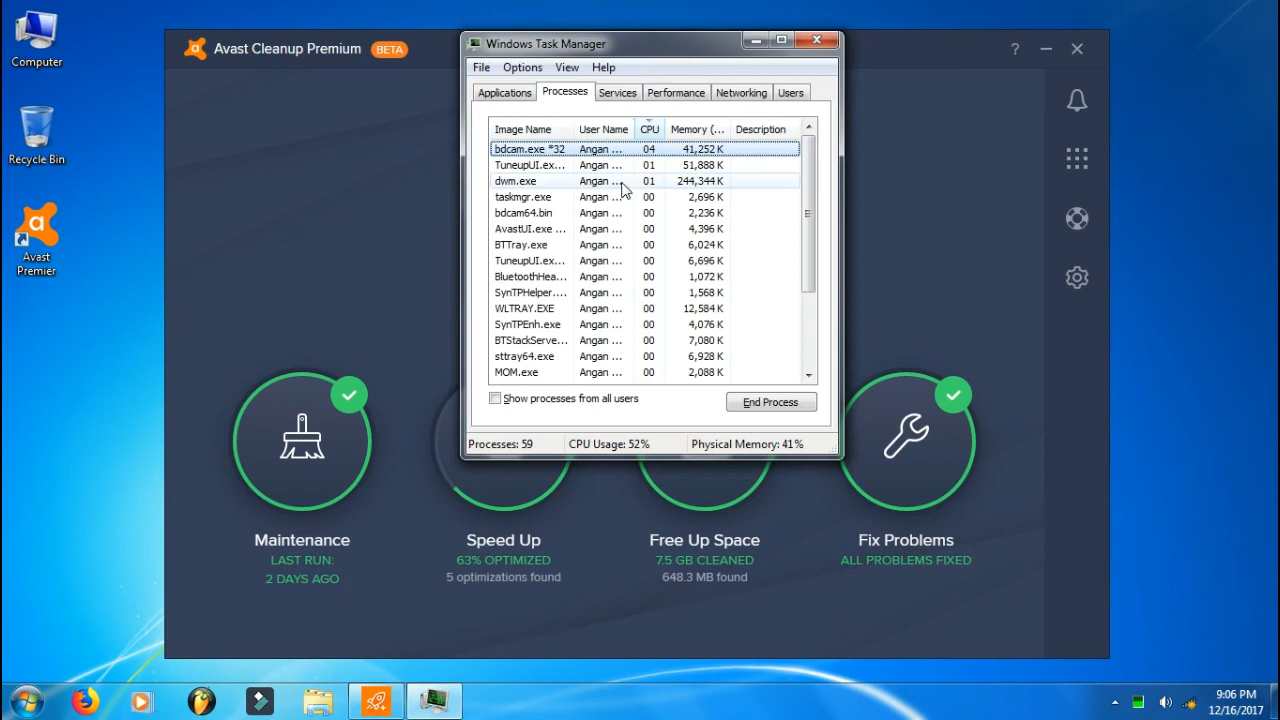 Computer
Recycle Bin
Avast
Premier
Avast Cleanup Premium BETA
?
Windows Task Manager
File Options View Help
Applications Processes Services Performance Networking Users
Image Name User Name CPU Memory (... Description
bdcam.exe *32 Angan ... 04 41,252 K
TuneupUI.ex... Angan ... 01 51,888 K
dwm.exe Angan ... 01 244,344 K
taskmgr.exe Angan ... 00 2,696 K
bdcam64.bin Angan ... 00 2,236 K
AvastUI.exe ... Angan ... 00 4,396 K
BTTray.exe Angan ... 00 6,024 K
TuneupUI.ex... Angan ... 00 6,696 K
BluetoothHea... Angan ... 00 1,072 K
SynTPHelper.... Angan ... 00 1,568 K
WLTRAY.EXE Angan ... 00 12,584 K
SynTPEnh.exe Angan ... 00 4,076 K
BTStackServe... Angan ... 00 7,080 K
sttray64.exe Angan ... 00 6,928 K
MOM.exe Angan ... 00 2,088 K
Show processes from all users
End Process
Processes: 59 CPU Usage: 52% Physical Memory: 41%
Maintenance
LAST RUN:
2 DAYS AGO
Speed Up
63% OPTIMIZED
5 optimizations found
Free Up Space
7.5 GB CLEANED
648.3 MB found
Fix Problems
ALL PROBLEMS FIXED
9:06 PM
12/16/2017